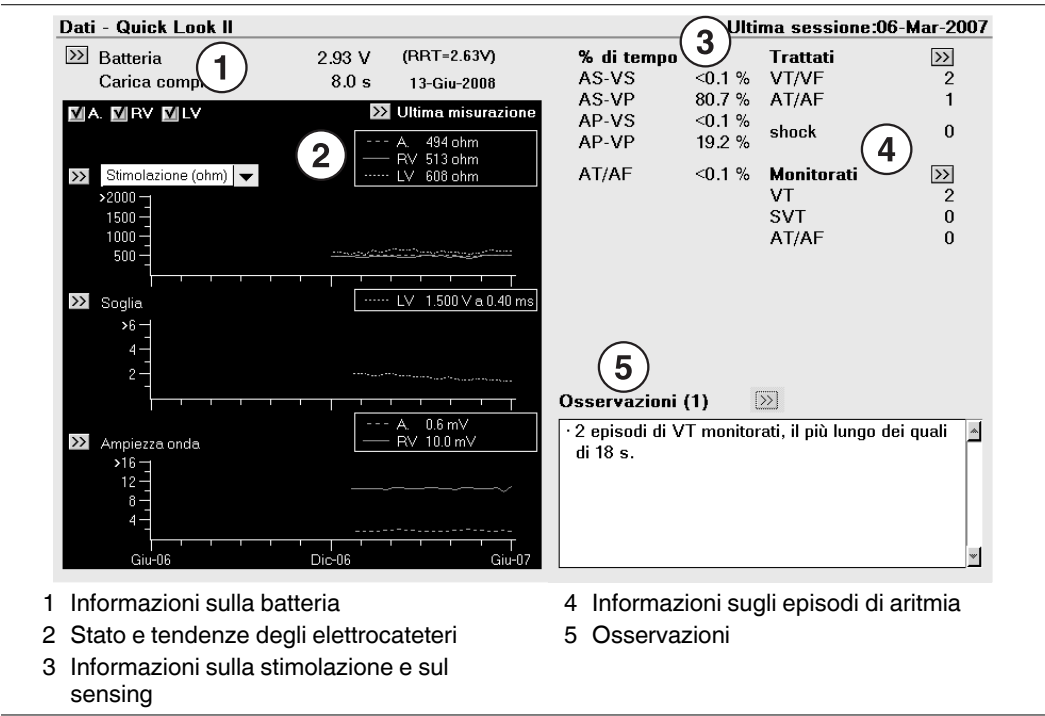 Dati - Quick Look II
Ultima sessione:06-Mar-2007
>> Batteria 2.93 V (RRT=2.63V)
Carica comp 8.0 s 13-Giu-2008
1
A. RV LV
>> Ultima misurazione
2
A. 494 ohm
RV 513 ohm
LV 608 ohm
>> Stimolazione (ohm)
>2000
1500
1000
500
>> Soglia
LV 1.500 V a 0.40 ms
>6
4
2
>> Ampiezza onda
A. 0.6 mV
RV 10.0 mV
>16
12
8
4
Giu-06 Dic-06 Giu-07
3
% di tempo
AS-VS <0.1 %
AS-VP 80.7 %
AP-VS <0.1 %
AP-VP 19.2 %
AT/AF <0.1 %
Trattati >>
VT/VF 2
AT/AF 1
shock 0
4
Monitorati >>
VT 2
SVT 0
AT/AF 0
5
Osservazioni (1) >>
· 2 episodi di VT monitorati, il più lungo dei quali
di 18 s.
1 Informazioni sulla batteria
2 Stato e tendenze degli elettrocateteri
3 Informazioni sulla stimolazione e sul
sensing
4 Informazioni sugli episodi di aritmia
5 Osservazioni